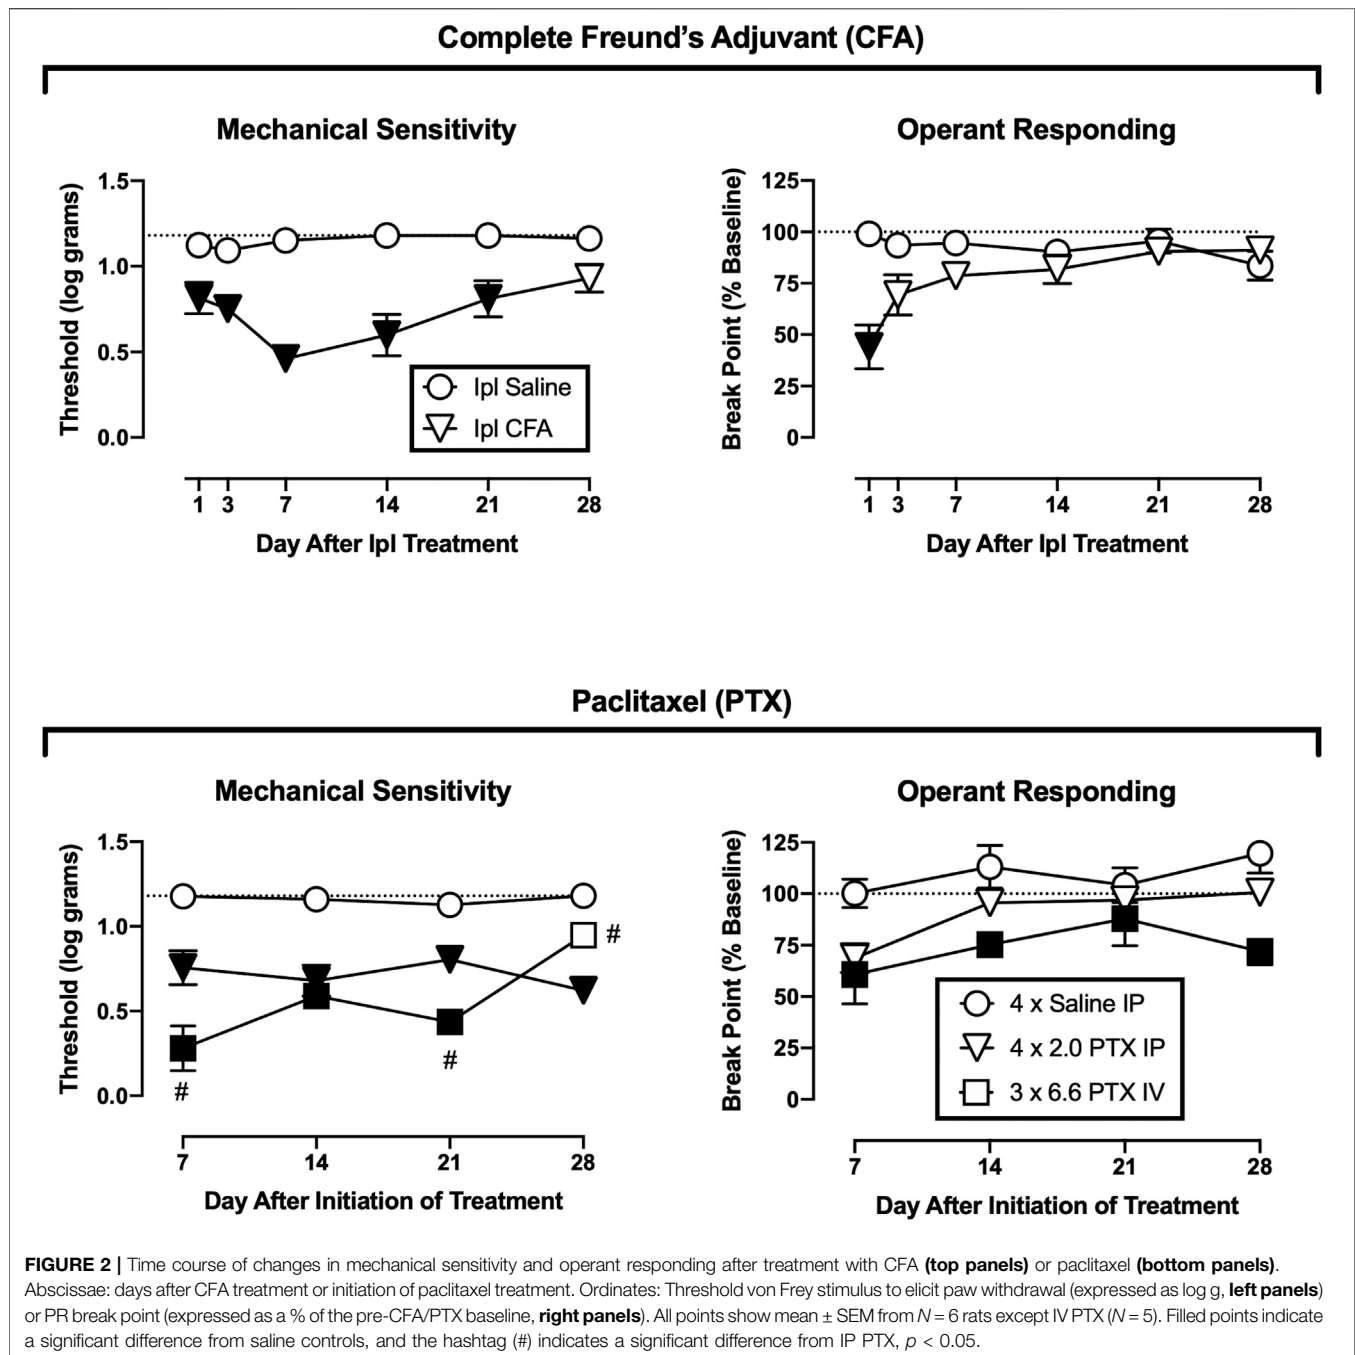 Complete Freund's Adjuvant (CFA)
Mechanical Sensitivity
Threshold (log grams)
1.5
1.0
0.5
0.0
Ipl Saline
Ipl CFA
1 3 7 14 21 28
Day After Ipl Treatment
Operant Responding
Break Point (% Baseline)
125
100
75
50
25
0
1 3 7 14 21 28
Day After Ipl Treatment
Paclitaxel (PTX)
Mechanical Sensitivity
Threshold (log grams)
1.5
1.0
0.5
0.0
#
#
#
7 14 21 28
Day After Initiation of Treatment
Operant Responding
Break Point (% Baseline)
125
100
75
50
25
0
4 x Saline IP
4 x 2.0 PTX IP
3 x 6.6 PTX IV
7 14 21 28
Day After Initiation of Treatment
FIGURE 2 | Time course of changes in mechanical sensitivity and operant responding after treatment with CFA (top panels) or paclitaxel (bottom panels).
Abscissae: days after CFA treatment or initiation of paclitaxel treatment. Ordinates: Threshold von Frey stimulus to elicit paw withdrawal (expressed as log g, left panels)
or PR break point (expressed as a % of the pre-CFA/PTX baseline, right panels). All points show mean ± SEM from N = 6 rats except IV PTX (N = 5). Filled points indicate
a significant difference from saline controls, and the hashtag (#) indicates a significant difference from IP PTX, p < 0.05.